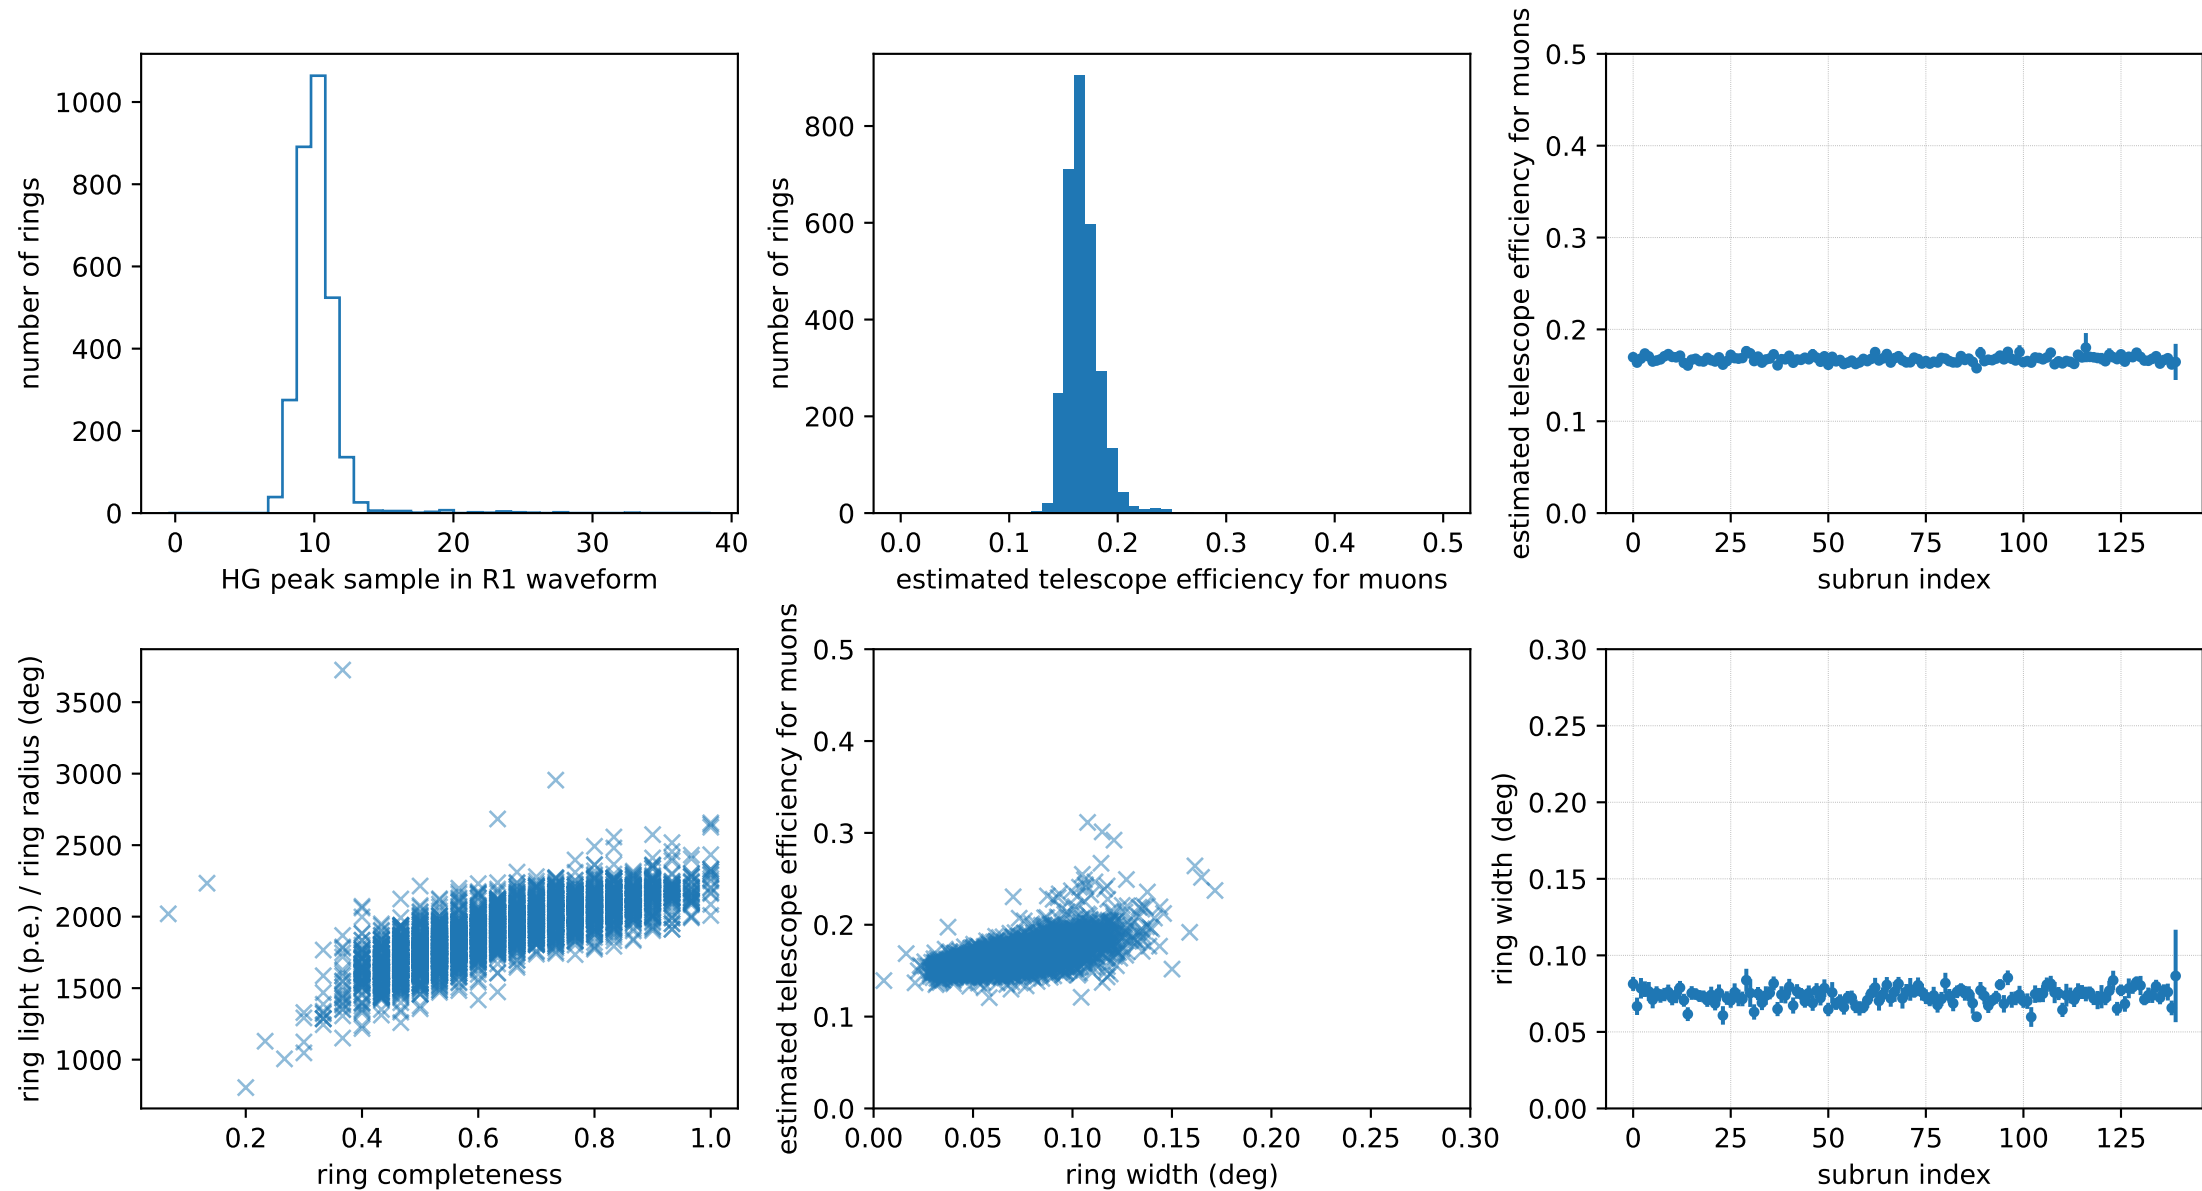 number of rings
1000
800
600
400
200
0
0 10 20 30 40
HG peak sample in R1 waveform
number of rings
800
600
400
200
0
0.0 0.1 0.2 0.3 0.4 0.5
estimated telescope efficiency for muons
estimated telescope efficiency for muons
0.5
0.4
0.3
0.2
0.1
0.0
0 25 50 75 100 125
subrun index
ring light (p.e.) / ring radius (deg)
3500
3000
2500
2000
1500
1000
0.2 0.4 0.6 0.8 1.0
ring completeness
estimated telescope efficiency for muons
0.5
0.4
0.3
0.2
0.1
0.0
0.00 0.05 0.10 0.15 0.20 0.25 0.30
ring width (deg)
ring width (deg)
0.30
0.25
0.20
0.15
0.10
0.05
0.00
0 25 50 75 100 125
subrun index